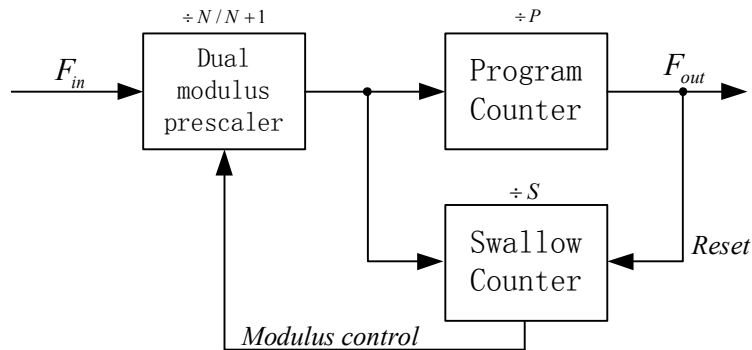 ÷ N / N + 1
÷ P
F_in
Dual
modulus
prescaler
Program
Counter
F_out
÷ S
Swallow
Counter
Reset
Modulus control